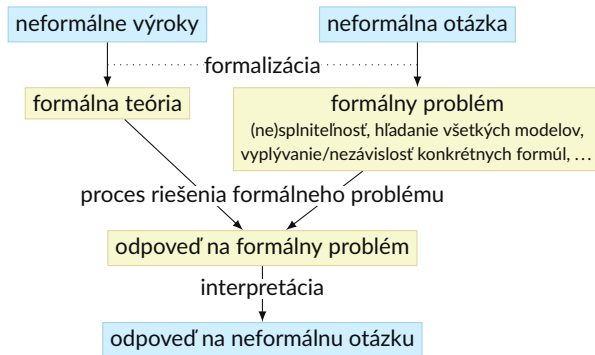 neformálne výroky
neformálna otázka
formalizácia
formálna teória
formálny problém
(ne)splniteľnosť, hľadanie všetkých modelov,
vyplývanie/nezávislosť konkrétnych formúl, …
proces riešenia formálneho problému
odpoveď na formálny problém
interpretácia
odpoveď na neformálnu otázku